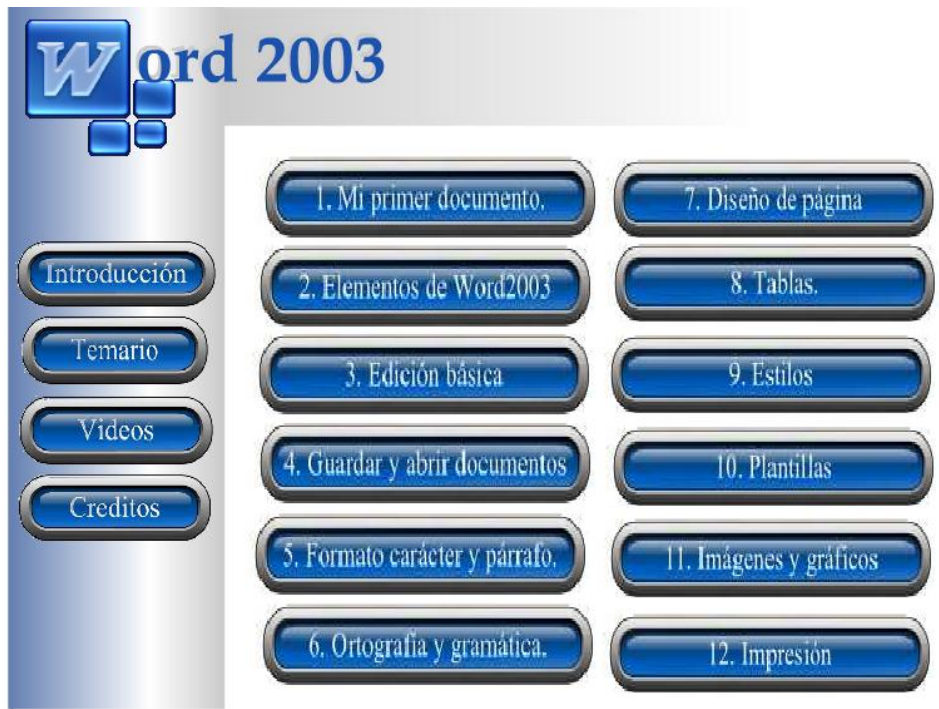 Word 2003
Introducción
Temario
Videos
Creditos
1. Mi primer documento.
2. Elementos de Word2003
3. Edición básica
4. Guardar y abrir documentos
5. Formato carácter y párrafo.
6. Ortografía y gramática.
7. Diseño de página
8. Tablas.
9. Estilos
10. Plantillas
11. Imágenes y gráficos
12. Impresión